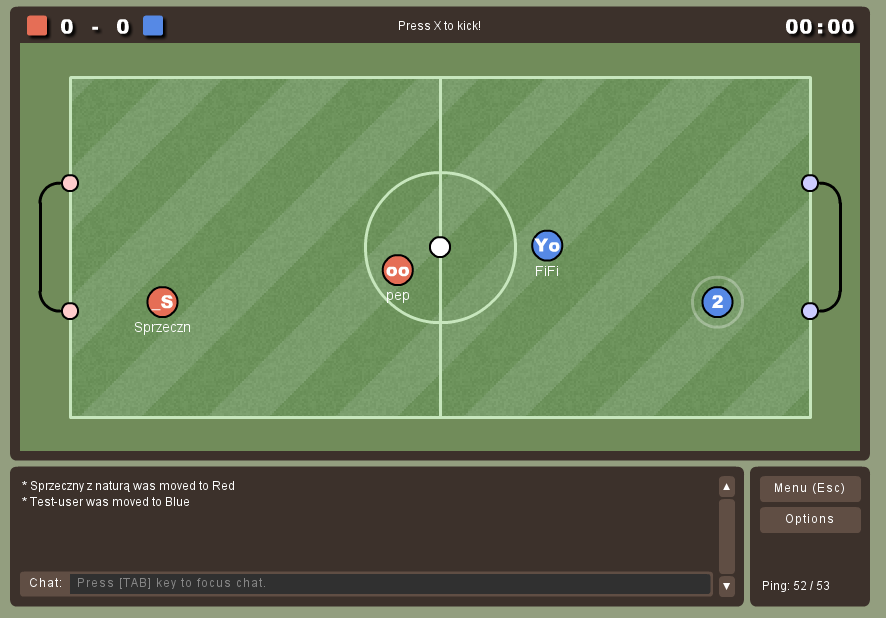 0 - 0
Press X to kick!
00:00
Yo
FiFi
oo
pep
_S
Sprzeczn
2
* Sprzeczny z naturą was moved to Red
* Test-user was moved to Blue
Menu (Esc)
Options
Chat: Press [TAB] key to focus chat.
Ping: 52 / 53